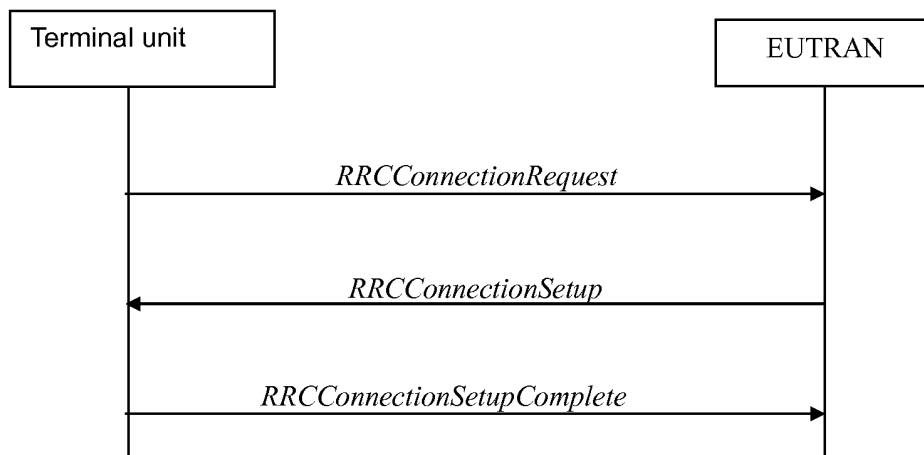 Terminal unit
EUTRAN
RRCConnectionRequest
RRCConnectionSetup
RRCConnectionSetupComplete